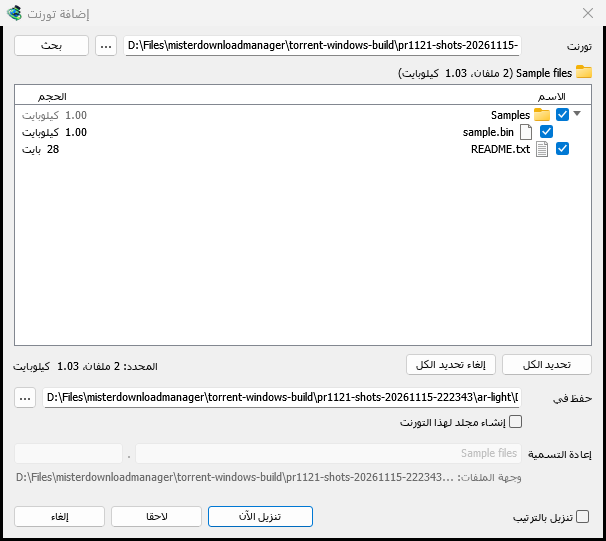 إضافة تورنت
تورنت D:\Files\misterdownloadmanager\torrent-windows-build\pr1121-shots-20261115- ... بحث
Sample files (2 ملفان، 1.03 كيلوبايت)
الاسم الحجم
Samples 1.00 كيلوبايت
sample.bin 1.00 كيلوبايت
README.txt 28 بايت
تحديد الكل إلغاء تحديد الكل المحدد: 2 ملفان، 1.03 كيلوبايت
حفظ في D:\Files\misterdownloadmanager\torrent-windows-build\pr1121-shots-20261115-222343\ar-light\ ...
إنشاء مجلد لهذا التورنت
إعادة التسمية Sample files .
وجهة الملفات: D:\Files\misterdownloadmanager\torrent-windows-build\pr1121-shots-20261115-222343...
تنزيل بالترتيب تنزيل الآن لاحقا إلغاء